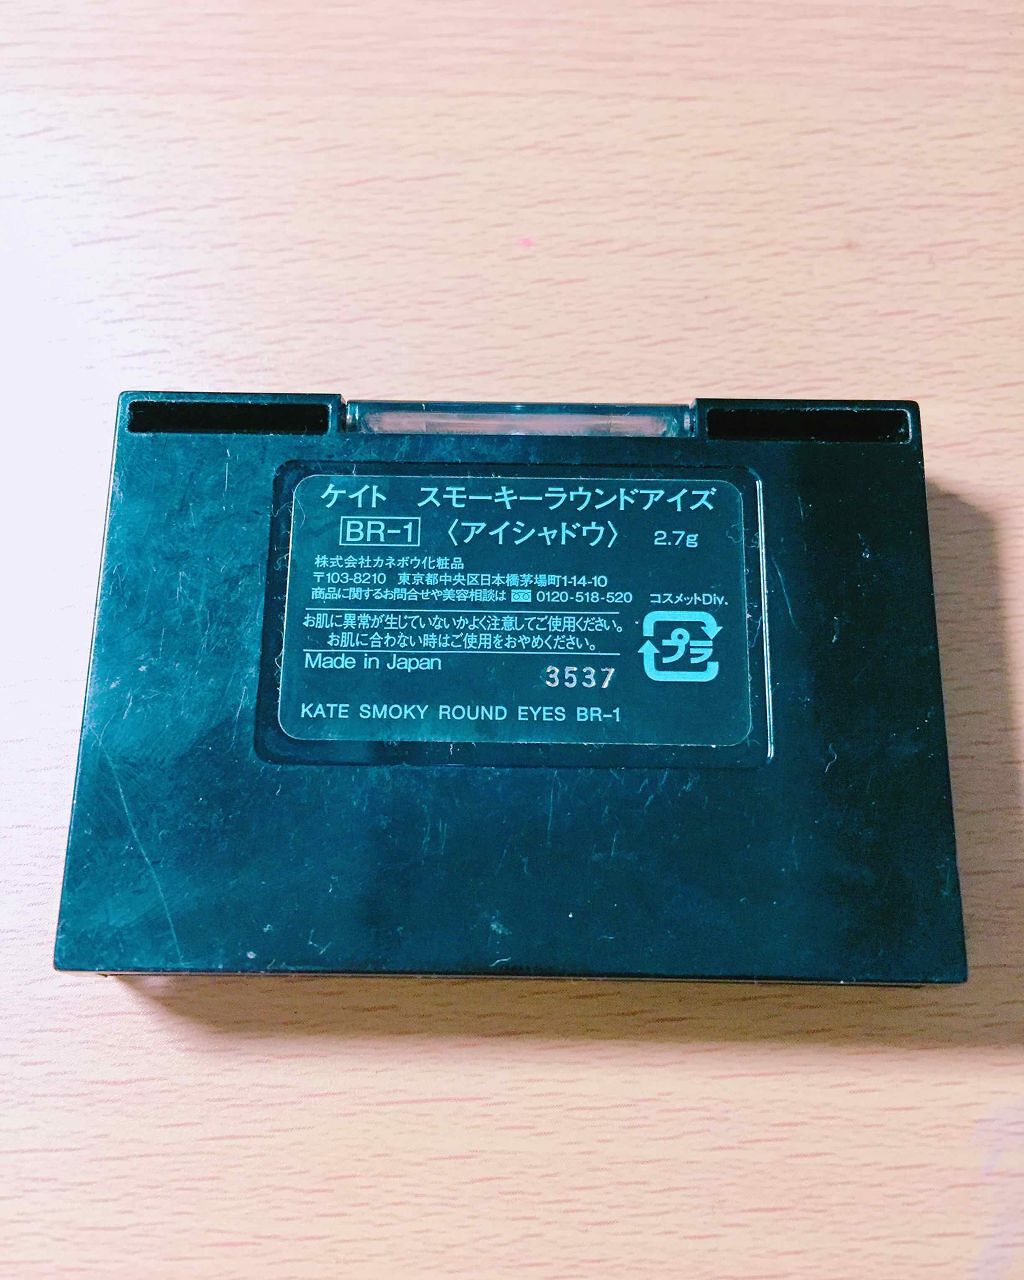 ケイト スモーキーラウンドアイズ
BR-1 〈アイシャドウ〉 2.7g
株式会社カネボウ化粧品
〒103-8210 東京都中央区日本橋茅場町1-14-10
商品に関するお問合せや美容相談は 0120-518-520 コスメットDiv.
お肌に異常が生じていないかよく注意してご使用ください。
お肌に合わない時はご使用をおやめください。
プラ
Made in Japan
3537
KATE SMOKY ROUND EYES BR-1